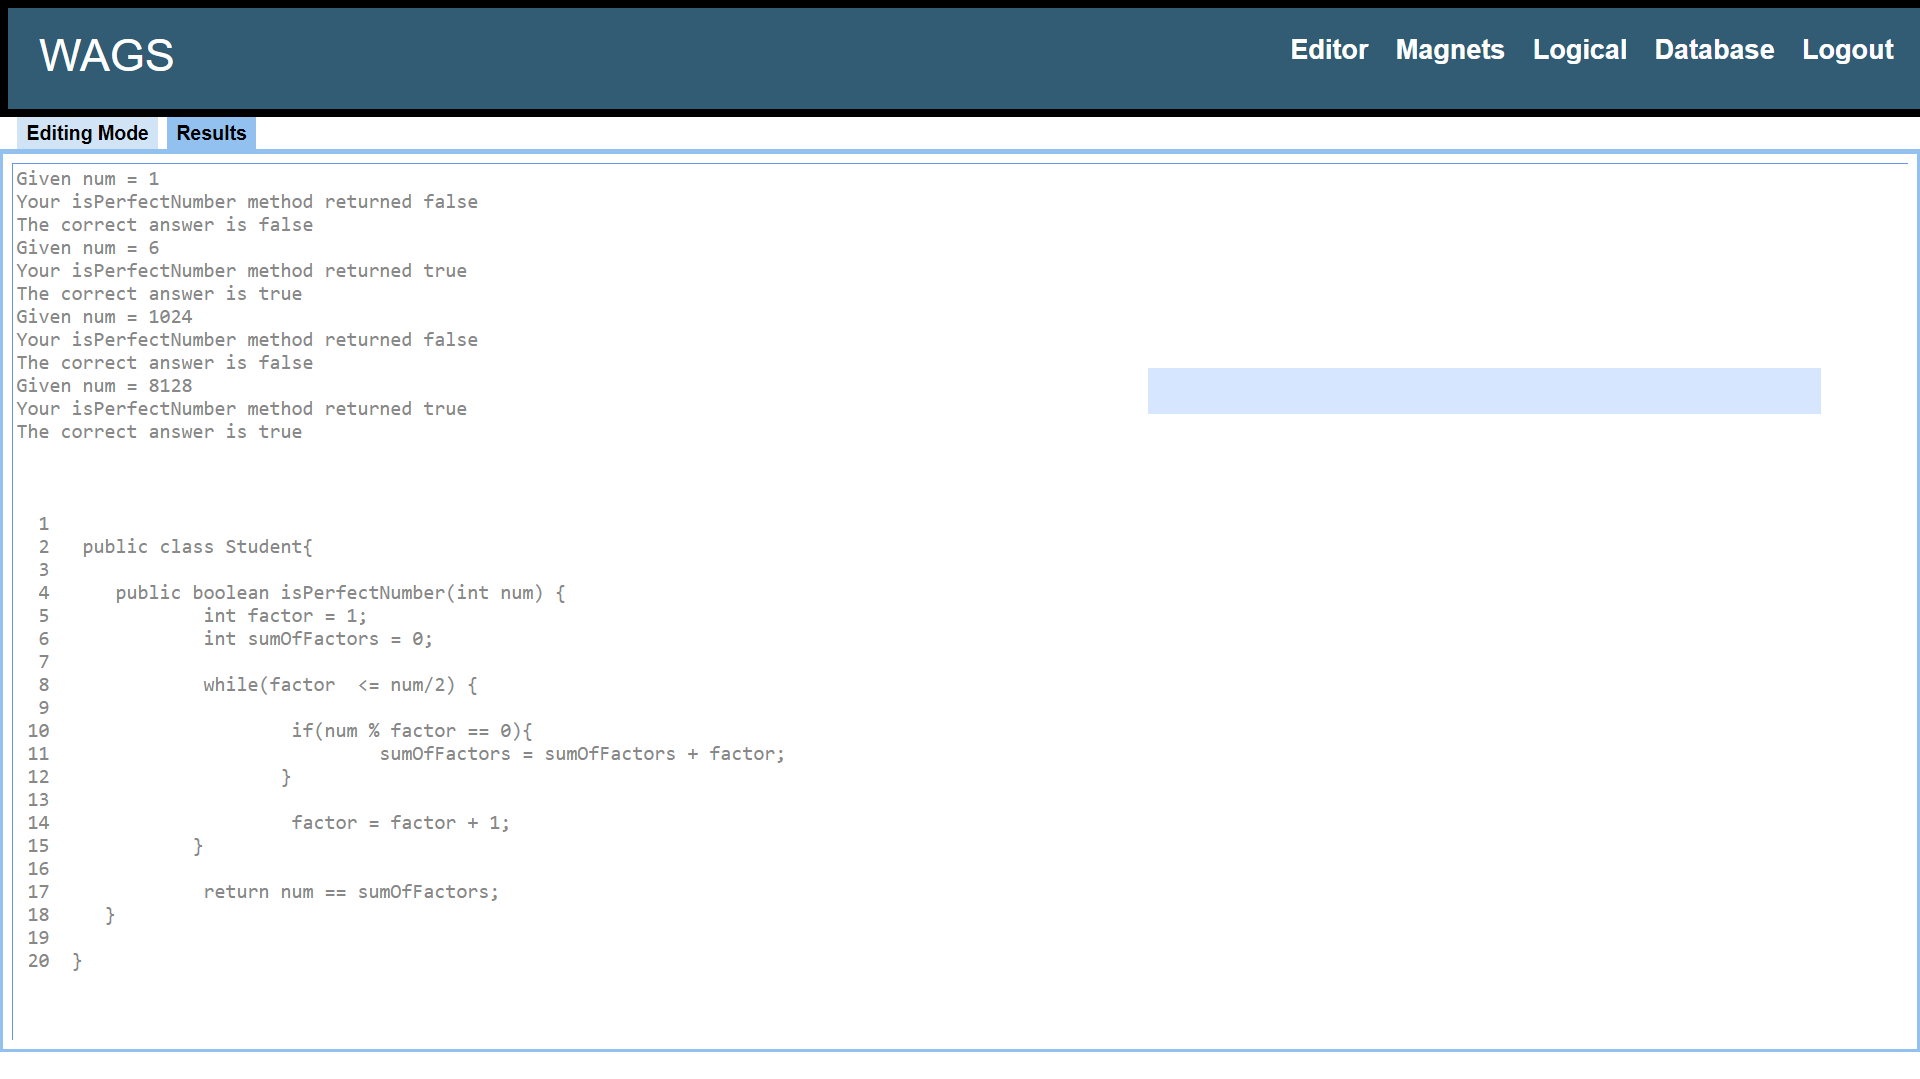 WAGS
Editor Magnets Logical Database Logout
Editing Mode Results
Given num = 1
Your isPerfectNumber method returned false
The correct answer is false
Given num = 6
Your isPerfectNumber method returned true
The correct answer is true
Given num = 1024
Your isPerfectNumber method returned false
The correct answer is false
Given num = 8128
Your isPerfectNumber method returned true
The correct answer is true
1
2 public class Student{
3
4 public boolean isPerfectNumber(int num) {
5 int factor = 1;
6 int sumOfFactors = 0;
7
8 while(factor  <= num/2) {
9
10 if(num % factor == 0){
11 sumOfFactors = sumOfFactors + factor;
12 }
13
14 factor = factor + 1;
15 }
16
17 return num == sumOfFactors;
18 }
19
20 }